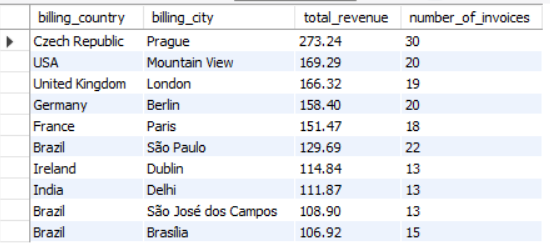 billing_country billing_city total_revenue number_of_invoices
Czech Republic Prague 273.24 30
USA Mountain View 169.29 20
United Kingdom London 166.32 19
Germany Berlin 158.40 20
France Paris 151.47 18
Brazil São Paulo 129.69 22
Ireland Dublin 114.84 13
India Delhi 111.87 13
Brazil São José dos Campos 108.90 13
Brazil Brasília 106.92 15